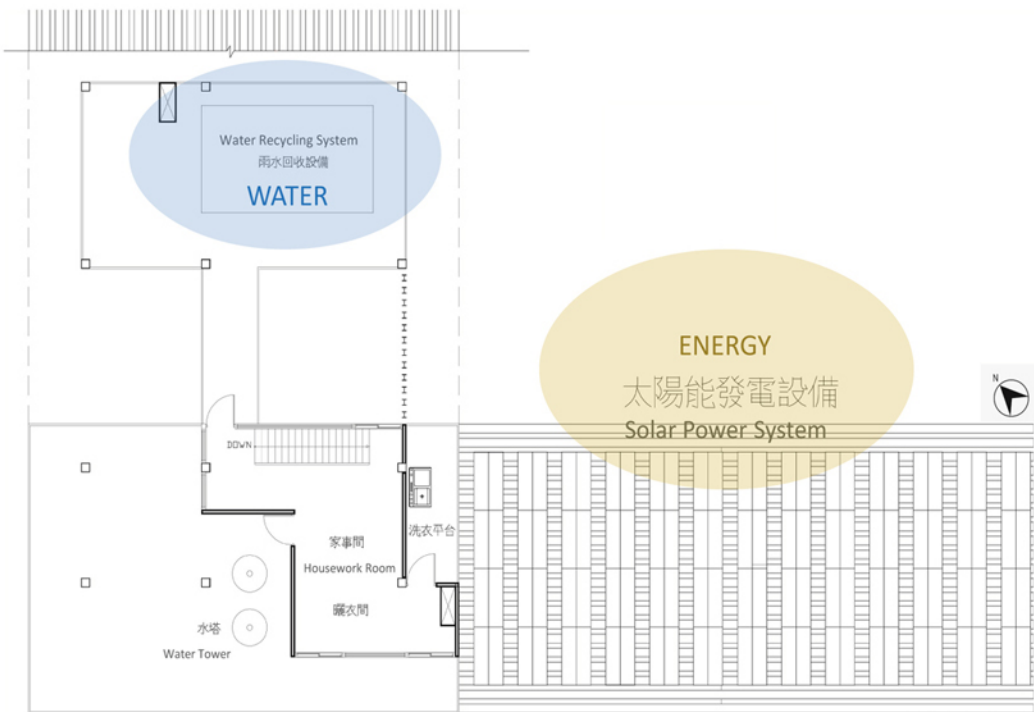 Water Recycling System
雨水回收設備
WATER
ENERGY
太陽能發電設備
Solar Power System
N
DOWN
洗衣平台
家事間
Housework Room
曬衣間
水塔
Water Tower